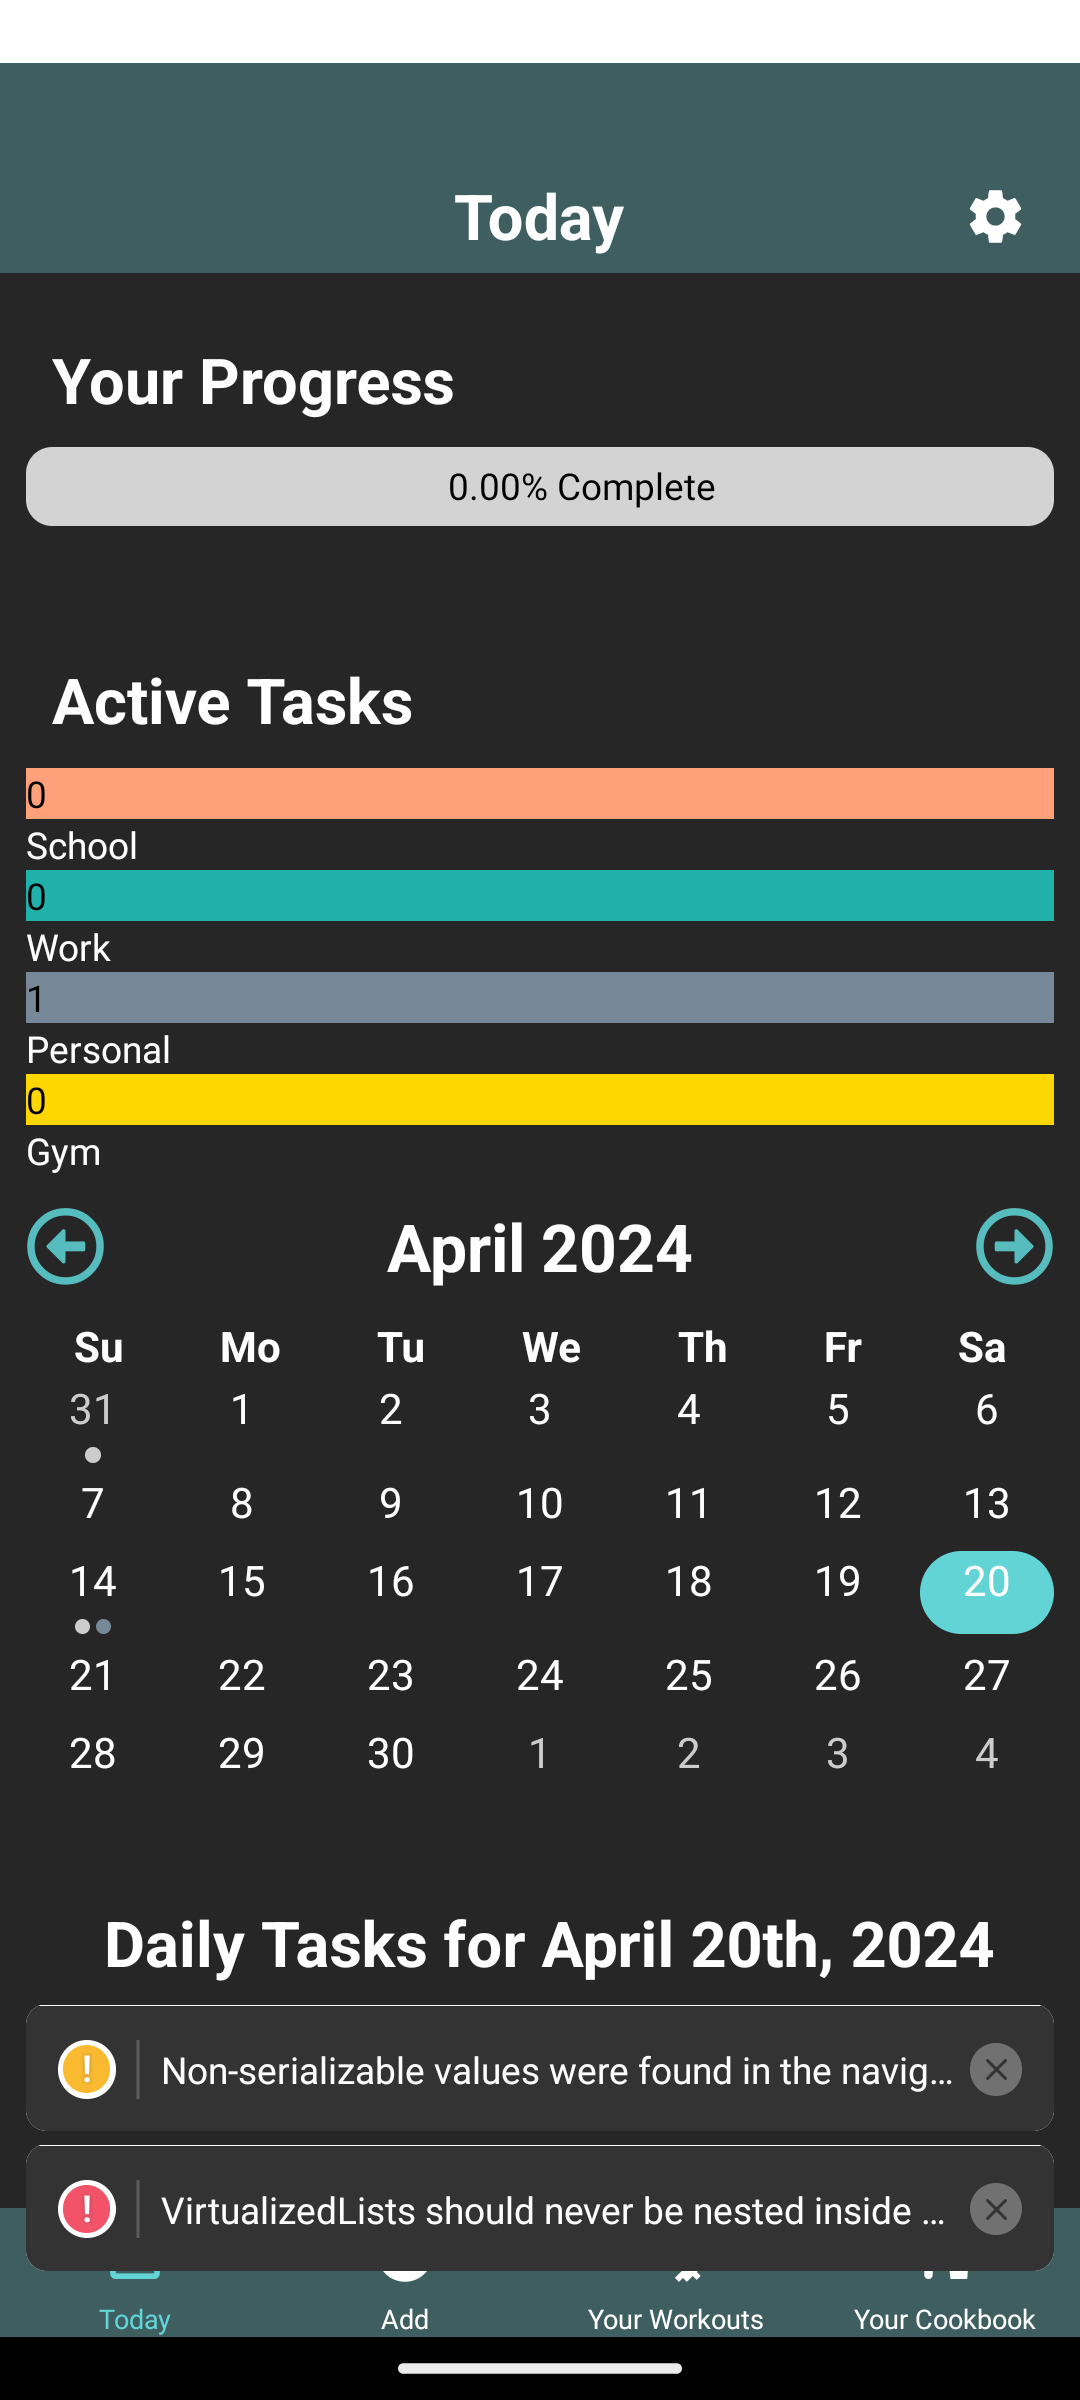 Today
Your Progress
0.00% Complete
Active Tasks
0
School
0
Work
1
Personal
0
Gym
April 2024
Su Mo Tu We Th Fr Sa
31 1 2 3 4 5 6
7 8 9 10 11 12 13
14 15 16 17 18 19 20
21 22 23 24 25 26 27
28 29 30 1 2 3 4
Daily Tasks for April 20th, 2024
! Non-serializable values were found in the navig...
! VirtualizedLists should never be nested inside ...
Today Add Your Workouts Your Cookbook